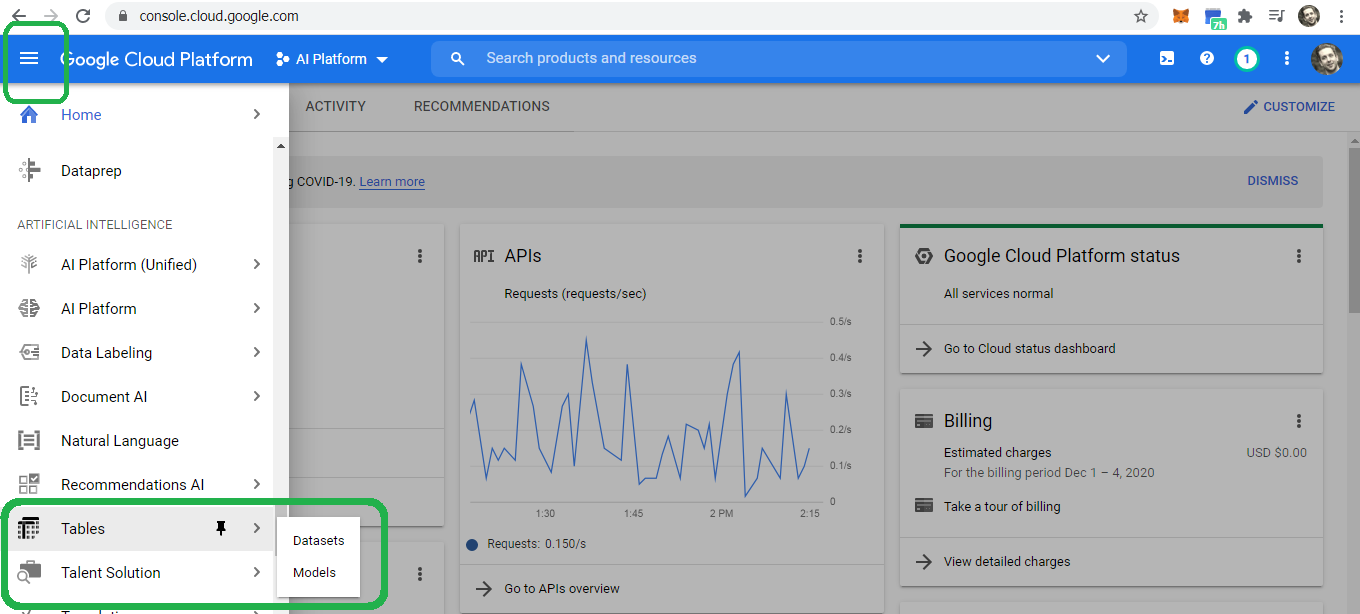 console.cloud.google.com
7h
Google Cloud Platform
AI Platform
Search products and resources
1
Home
ACTIVITY
RECOMMENDATIONS
CUSTOMIZE
Dataprep
g COVID-19. Learn more
DISMISS
ARTIFICIAL INTELLIGENCE
AI Platform (Unified)
AI Platform
Data Labeling
Document AI
Natural Language
Recommendations AI
Tables
Talent Solution
Datasets
Models
API APIs
Requests (requests/sec)
0.5/s
0.4/s
0.3/s
0.2/s
0.1/s
0
1:30 1:45 2 PM 2:15
Requests: 0.150/s
Go to APIs overview
Google Cloud Platform status
All services normal
Go to Cloud status dashboard
Billing
Estimated charges USD $0.00
For the billing period Dec 1 – 4, 2020
Take a tour of billing
View detailed charges